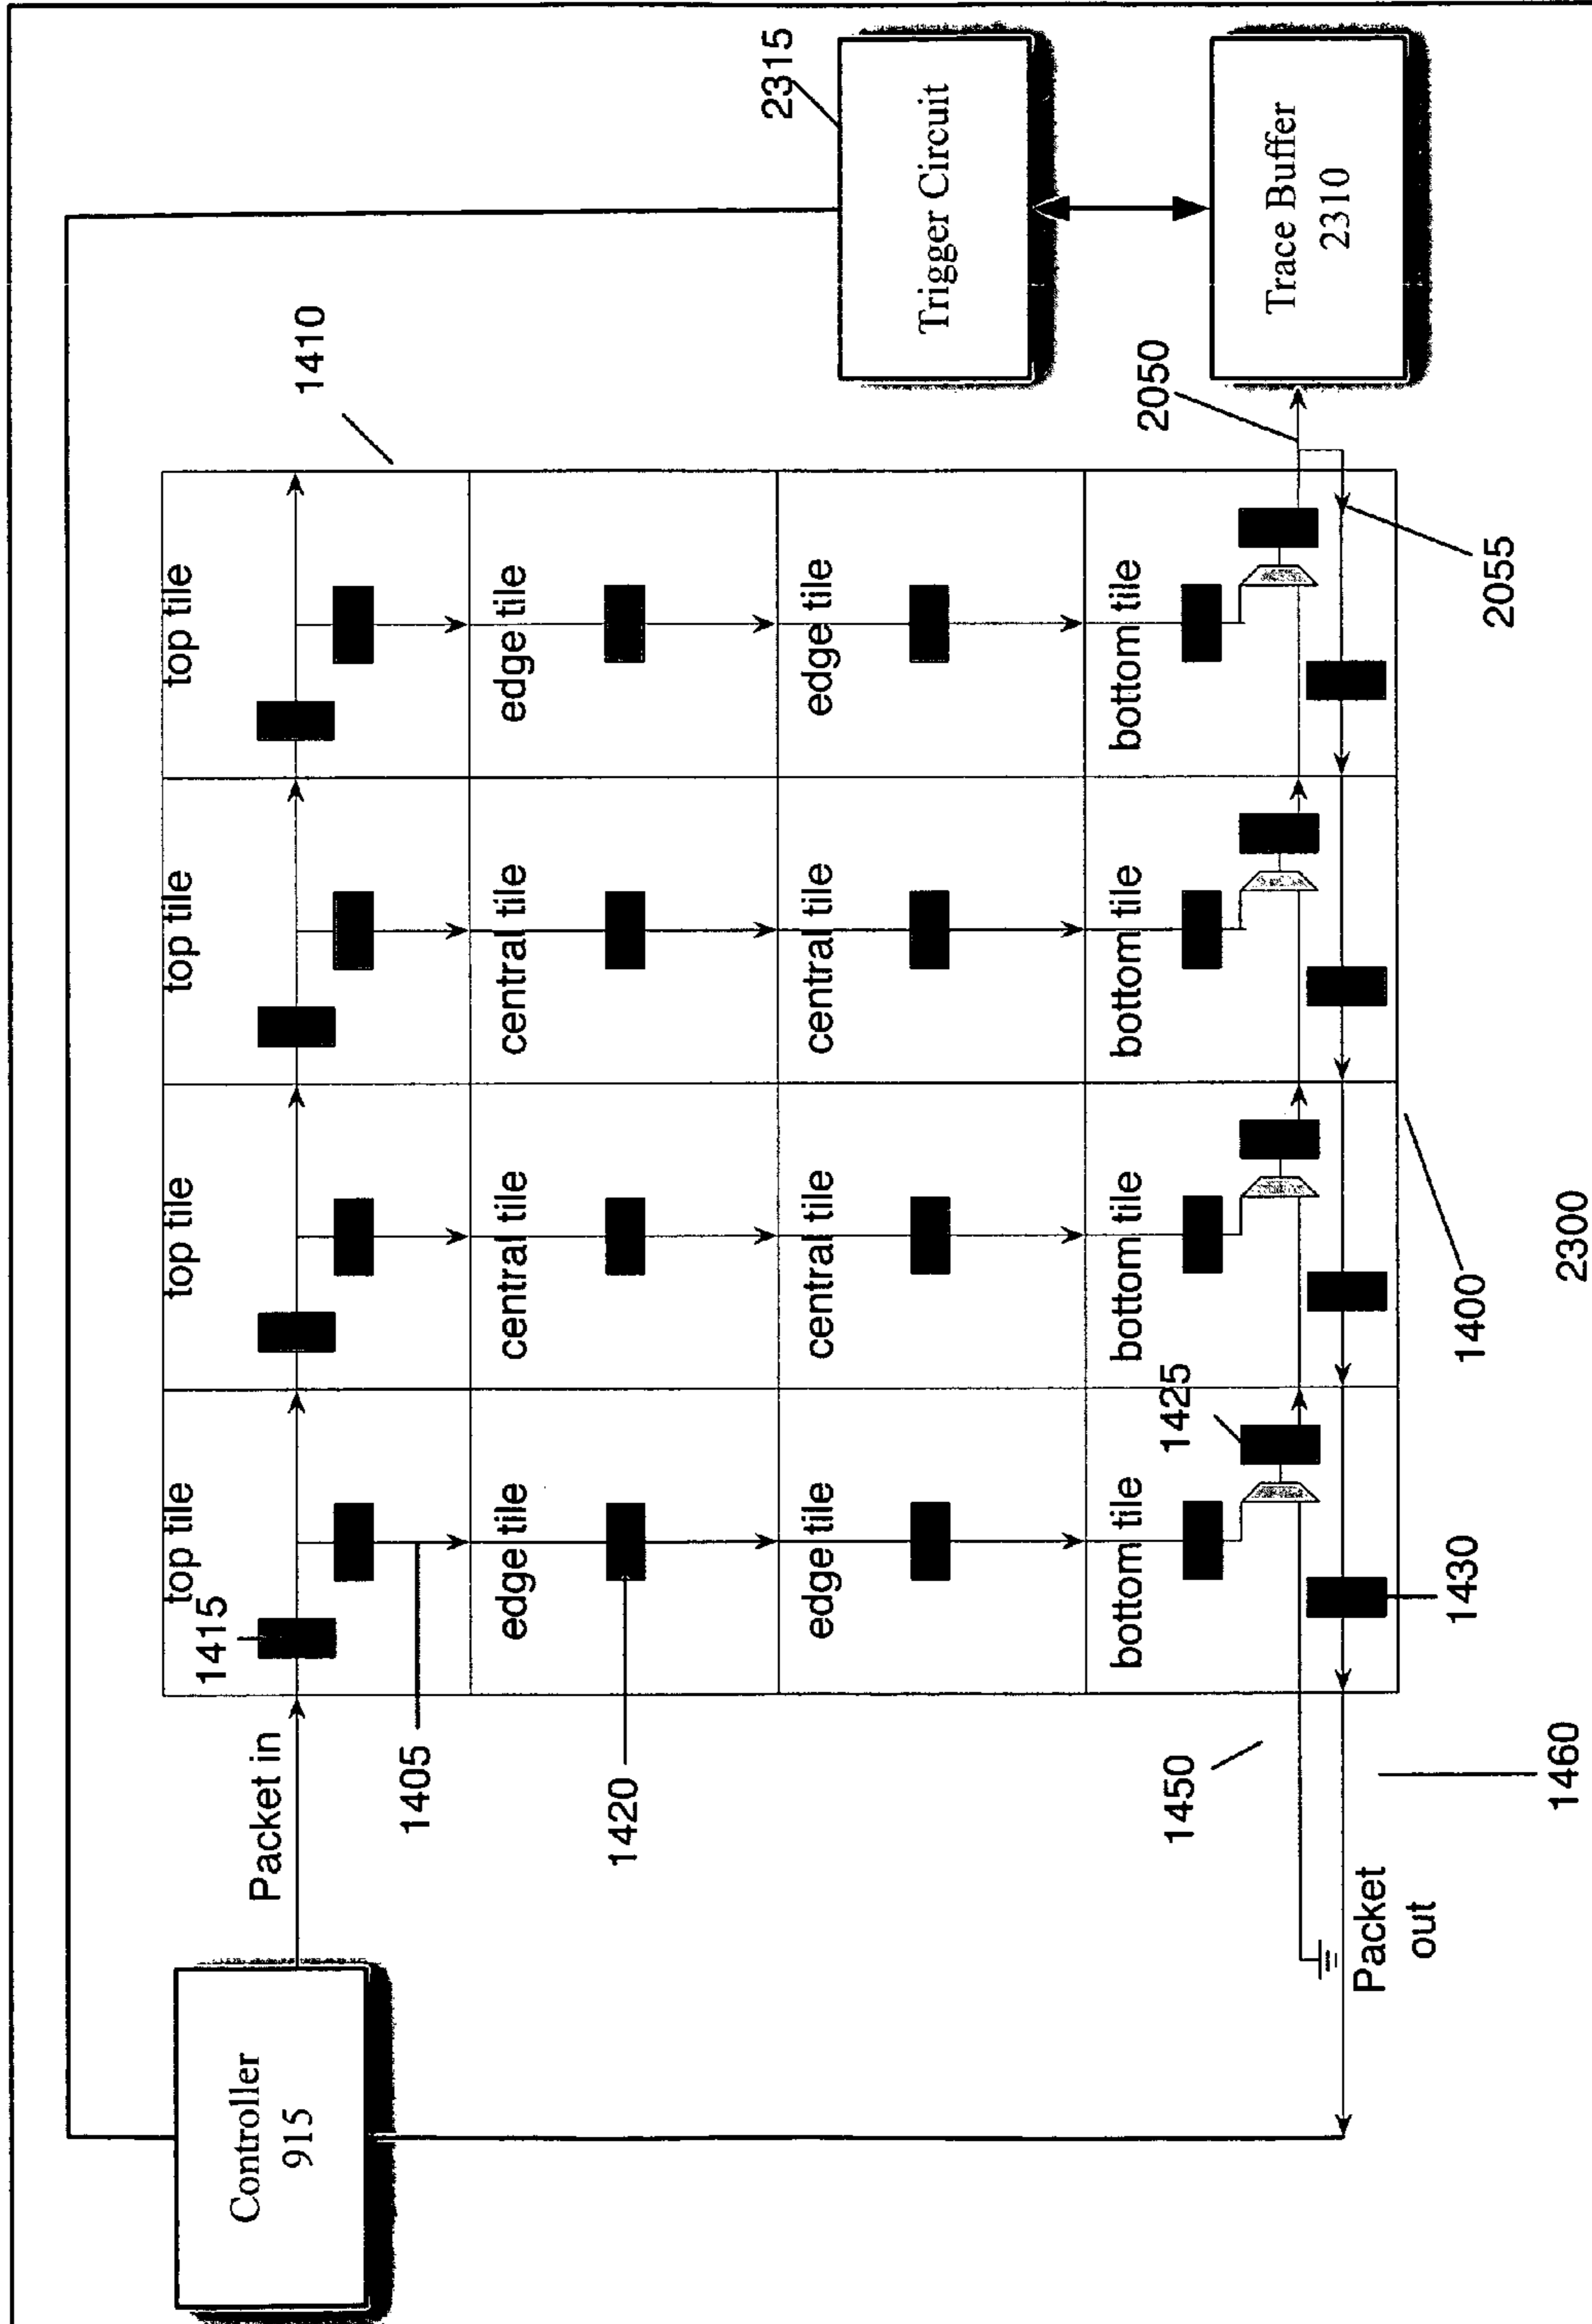 Controller
915
Packet in
2315
Trigger Circuit
Trace Buffer
2310
1410
top tile
top tile
top tile
top tile
1415
1405
edge tile
central tile
central tile
edge tile
1420
edge tile
central tile
central tile
edge tile
bottom tile
bottom tile
bottom tile
bottom tile
1425
2050
1450
Packet
out
1460
1430
1400
2055
2300